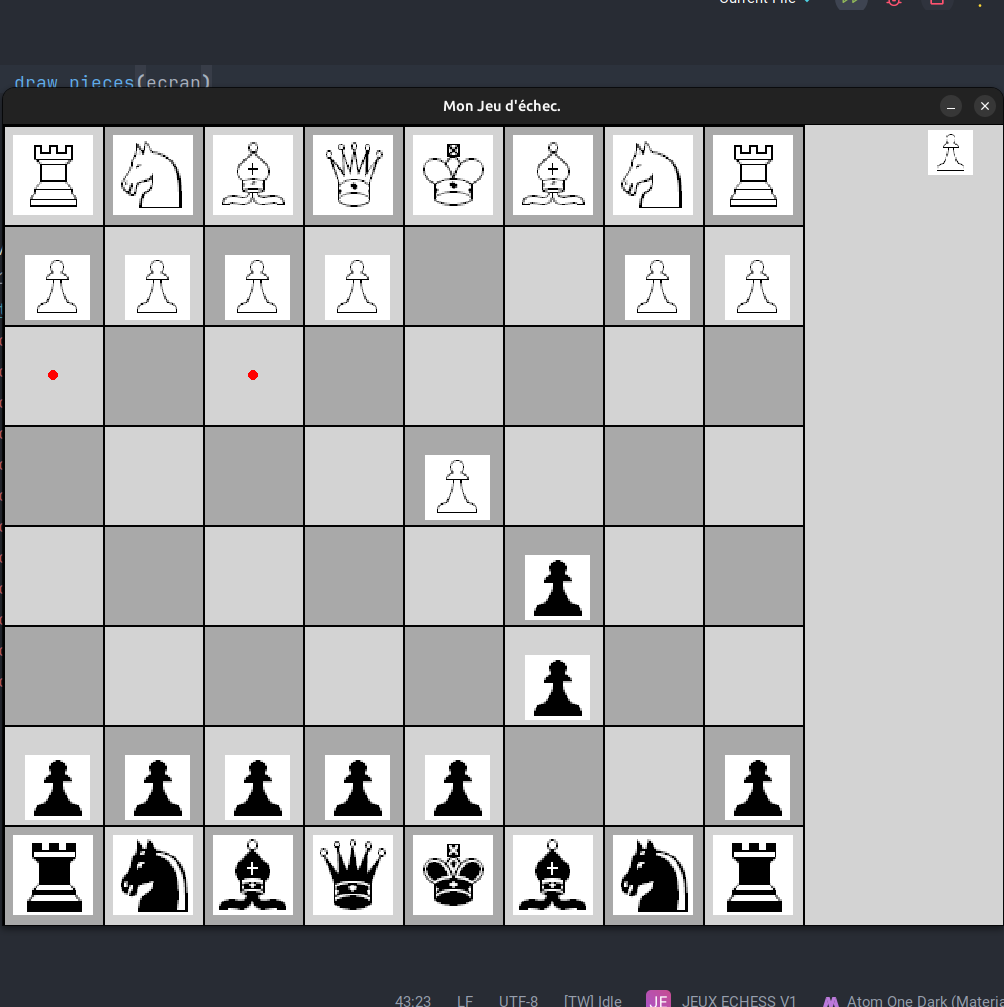 Current File
draw_pieces(ecran)
Mon Jeu d'échec.
43:23 LF UTF-8 [TW] Idle JE JEUX ECHESS V1 Atom One Dark (Materia